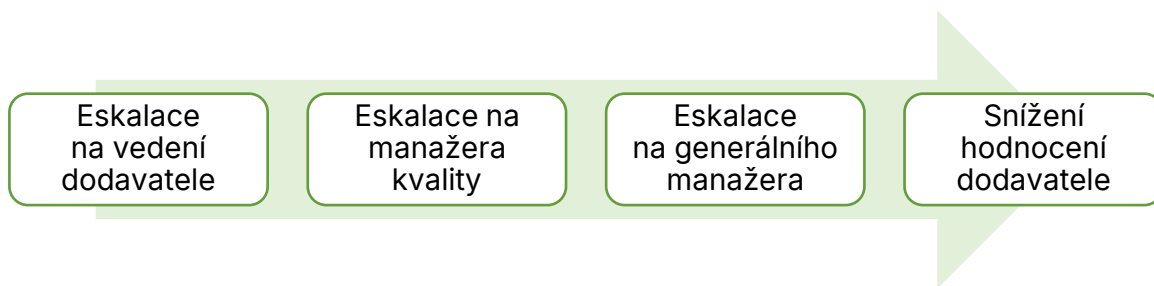 Eskalace
na vedení
dodavatele
Eskalace na
manažera
kvality
Eskalace
na generálního
manažera
Snížení
hodnocení
dodavatele